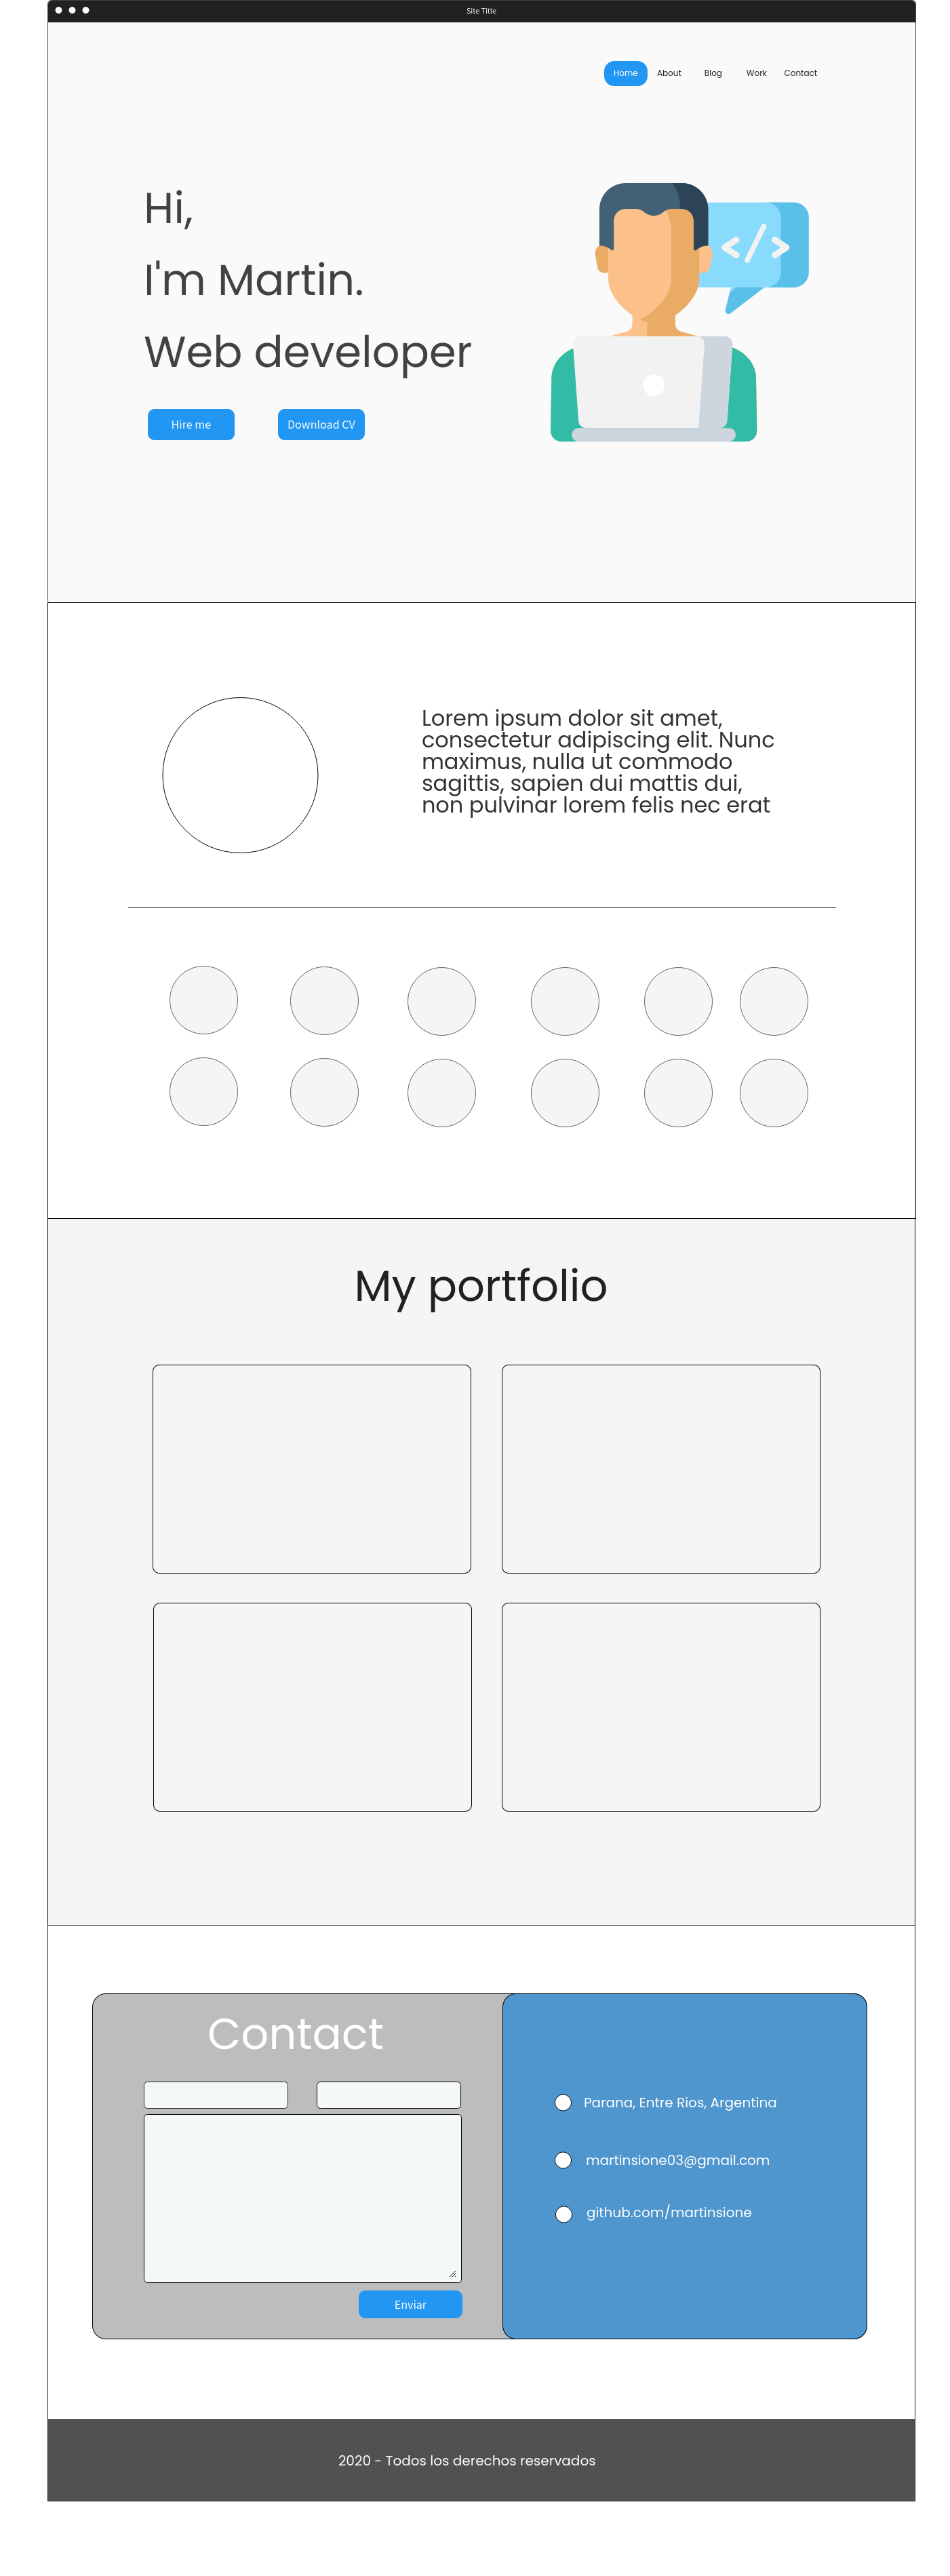 Site Title
Home About Blog Work Contact
Hi,
</>
I'm Martin.
Web developer
Hire me Download CV
Lorem ipsum dolor sit amet,
consectetur adipiscing elit. Nunc
maximus, nulla ut commodo
sagittis, sapien dui mattis dui,
non pulvinar lorem felis nec erat
My portfolio
Contact
Enviar
Parana, Entre Rios, Argentina
martinsione03@gmail.com
github.com/martinsione
2020 - Todos los derechos reservados